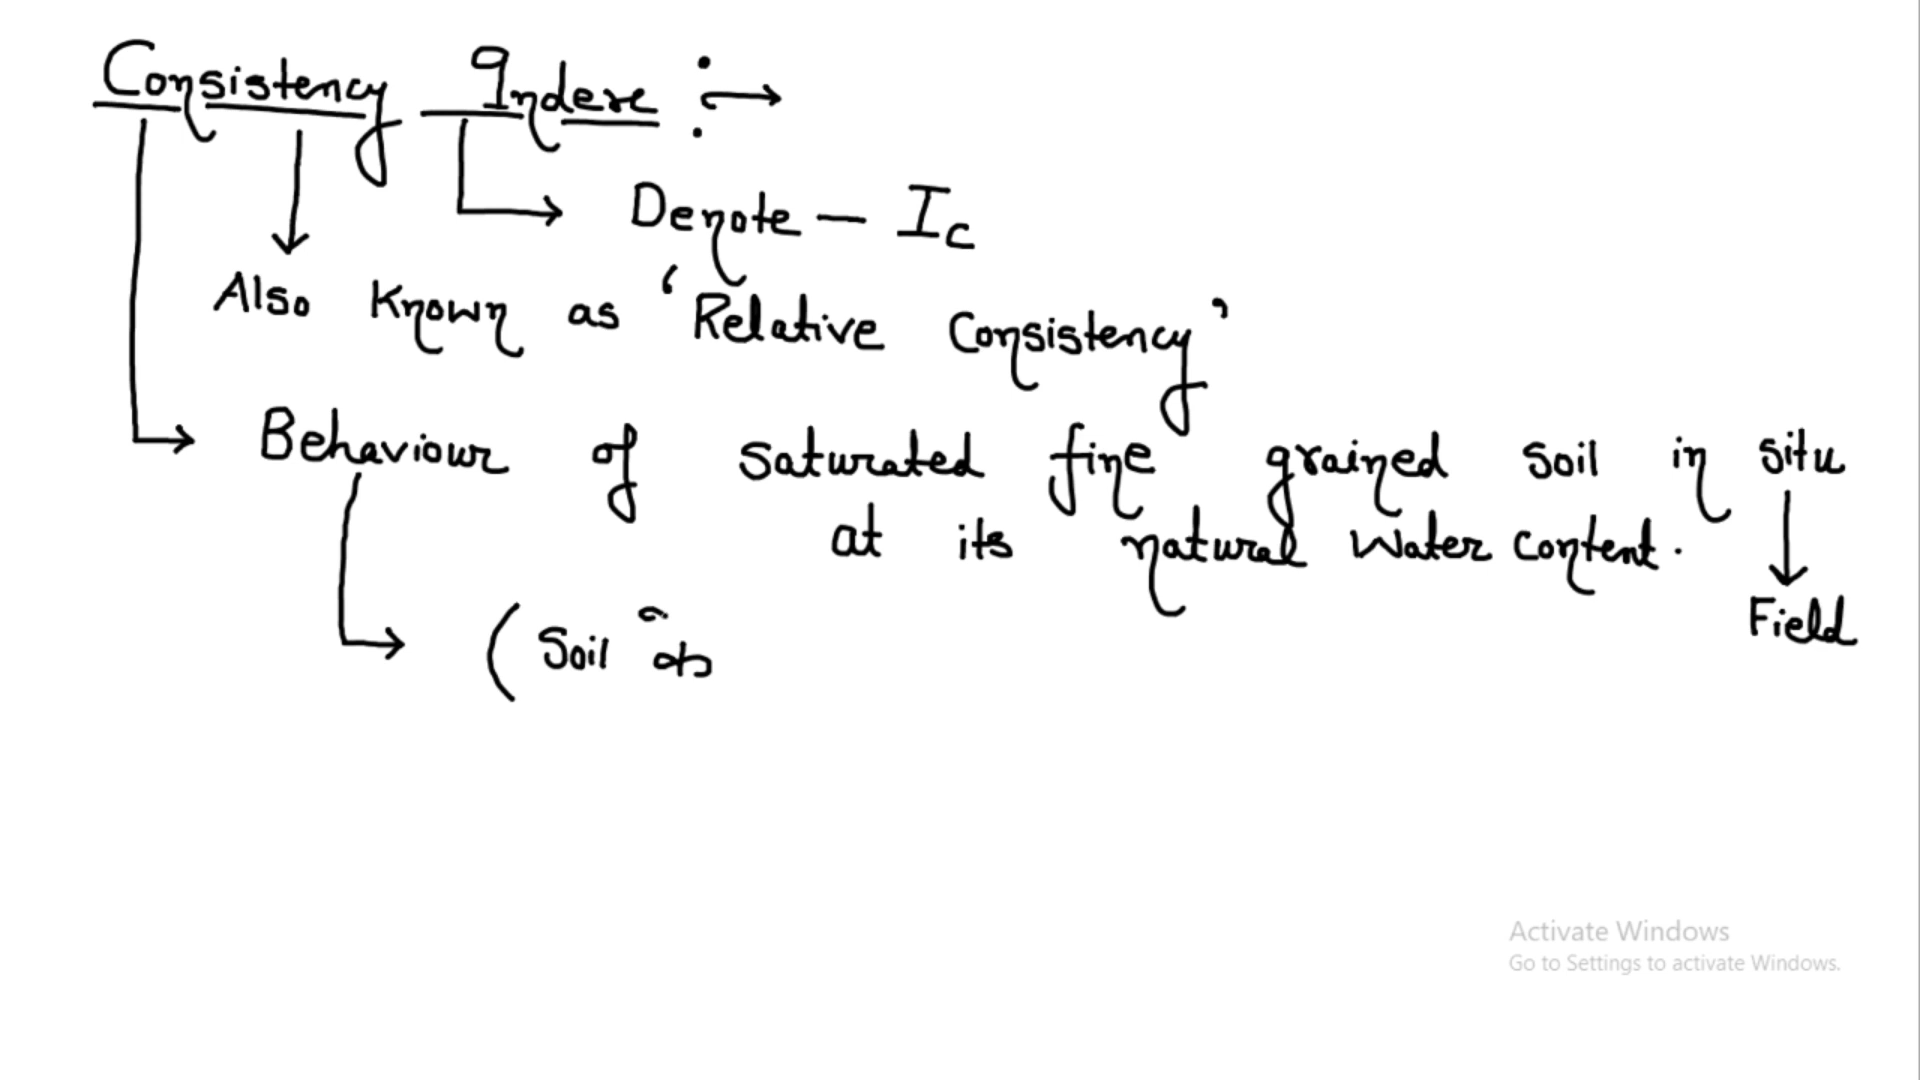 Consistency Index :→
Denote – Ic
Also Known as 'Relative Consistency'
Behaviour of saturated fine grained soil in situ
at its natural water content.
Field
(Soil
Activate Windows
Go to Settings to activate Windows.